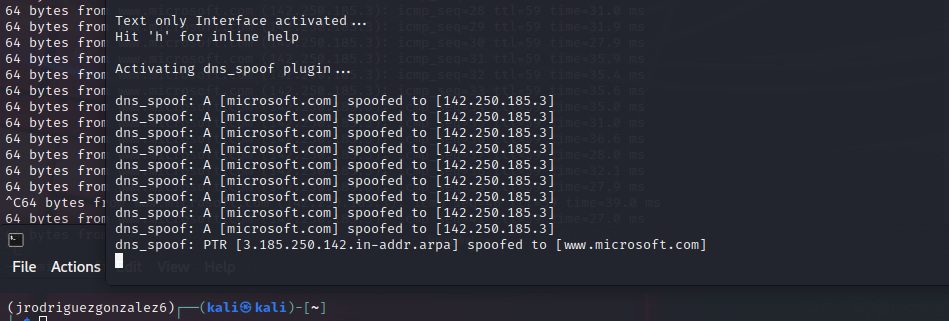 Text only Interface activated...
Hit 'h' for inline help
Activating dns_spoof plugin...
dns_spoof: A [microsoft.com] spoofed to [142.250.185.3]
dns_spoof: A [microsoft.com] spoofed to [142.250.185.3]
dns_spoof: A [microsoft.com] spoofed to [142.250.185.3]
dns_spoof: A [microsoft.com] spoofed to [142.250.185.3]
dns_spoof: A [microsoft.com] spoofed to [142.250.185.3]
dns_spoof: A [microsoft.com] spoofed to [142.250.185.3]
dns_spoof: A [microsoft.com] spoofed to [142.250.185.3]
dns_spoof: A [microsoft.com] spoofed to [142.250.185.3]
dns_spoof: A [microsoft.com] spoofed to [142.250.185.3]
dns_spoof: PTR [3.185.250.142.in-addr.arpa] spoofed to [www.microsoft.com]
64 bytes from
64 bytes from
64 bytes from
64 bytes from
64 bytes from
64 bytes from
64 bytes from
64 bytes from
64 bytes from
64 bytes from
64 bytes from
64 bytes from
^C64 bytes f
64 bytes from
File Actions Edit View Help
(jrodriguezgonzalez6)┌──(kali㉿kali)-[~]